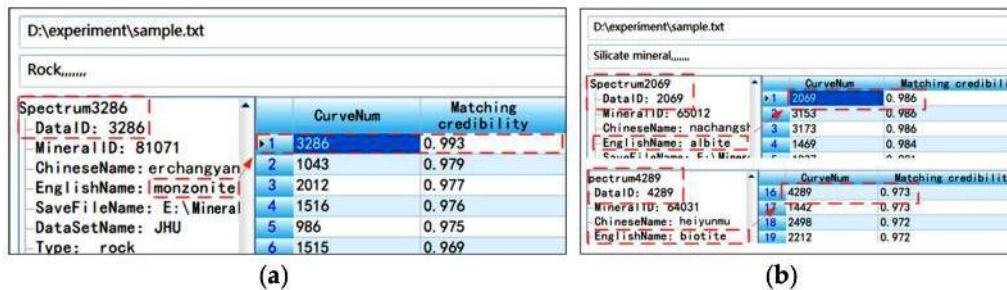 D:\experiment\sample.txt
Rock,,,,,,,
Spectrum3286
DataID: 3286
MineralID: 81071
ChineseName: erchangyan
EnglishName: monzonite
SaveFileName: E:\Mineral
DataSetName: JHU
Type: rock
CurveNum Matching credibility
1 3286 0.993
2 1043 0.979
3 2012 0.977
4 1516 0.976
5 986 0.975
6 1515 0.969
(a)
D:\experiment\sample.txt
Silicate mineral,,,,,,,
Spectrum2069
DataID: 2069
MineralID: 65012
ChineseName: nachangsh
EnglishName: albite
CurveNum Matching credibilit
1 2069 0.986
2 3153 0.986
3 3173 0.986
4 1469 0.984
pectrum4289
DataID: 4289
MineralID: 64031
ChineseName: heiyunmu
EnglishName: biotite
CurveNum Matching credibilit
16 4289 0.973
17 1442 0.973
18 2498 0.972
19 2212 0.972
(b)